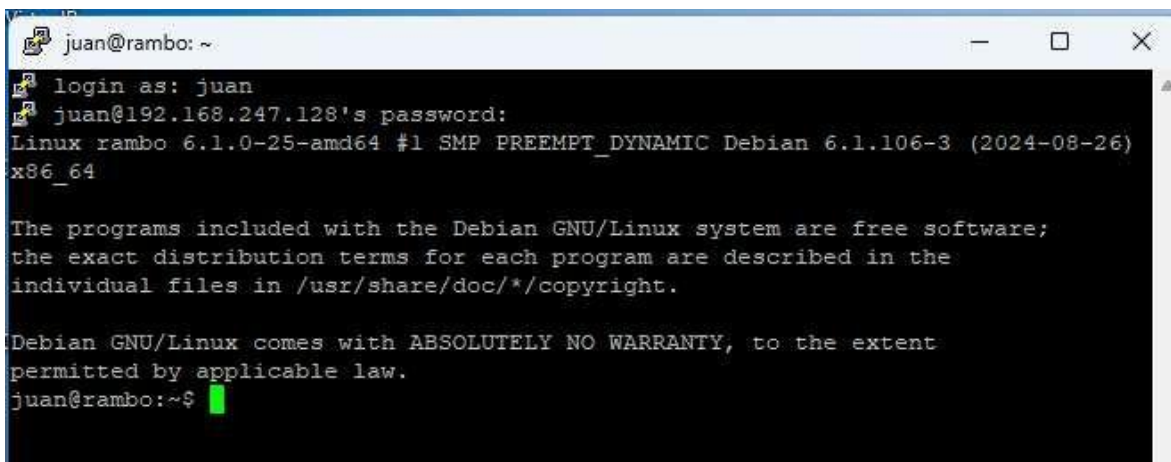 juan@rambo: ~
login as: juan
juan@192.168.247.128's password:
Linux rambo 6.1.0-25-amd64 #1 SMP PREEMPT_DYNAMIC Debian 6.1.106-3 (2024-08-26)
x86_64
The programs included with the Debian GNU/Linux system are free software;
the exact distribution terms for each program are described in the
individual files in /usr/share/doc/*/copyright.
Debian GNU/Linux comes with ABSOLUTELY NO WARRANTY, to the extent
permitted by applicable law.
juan@rambo:~$